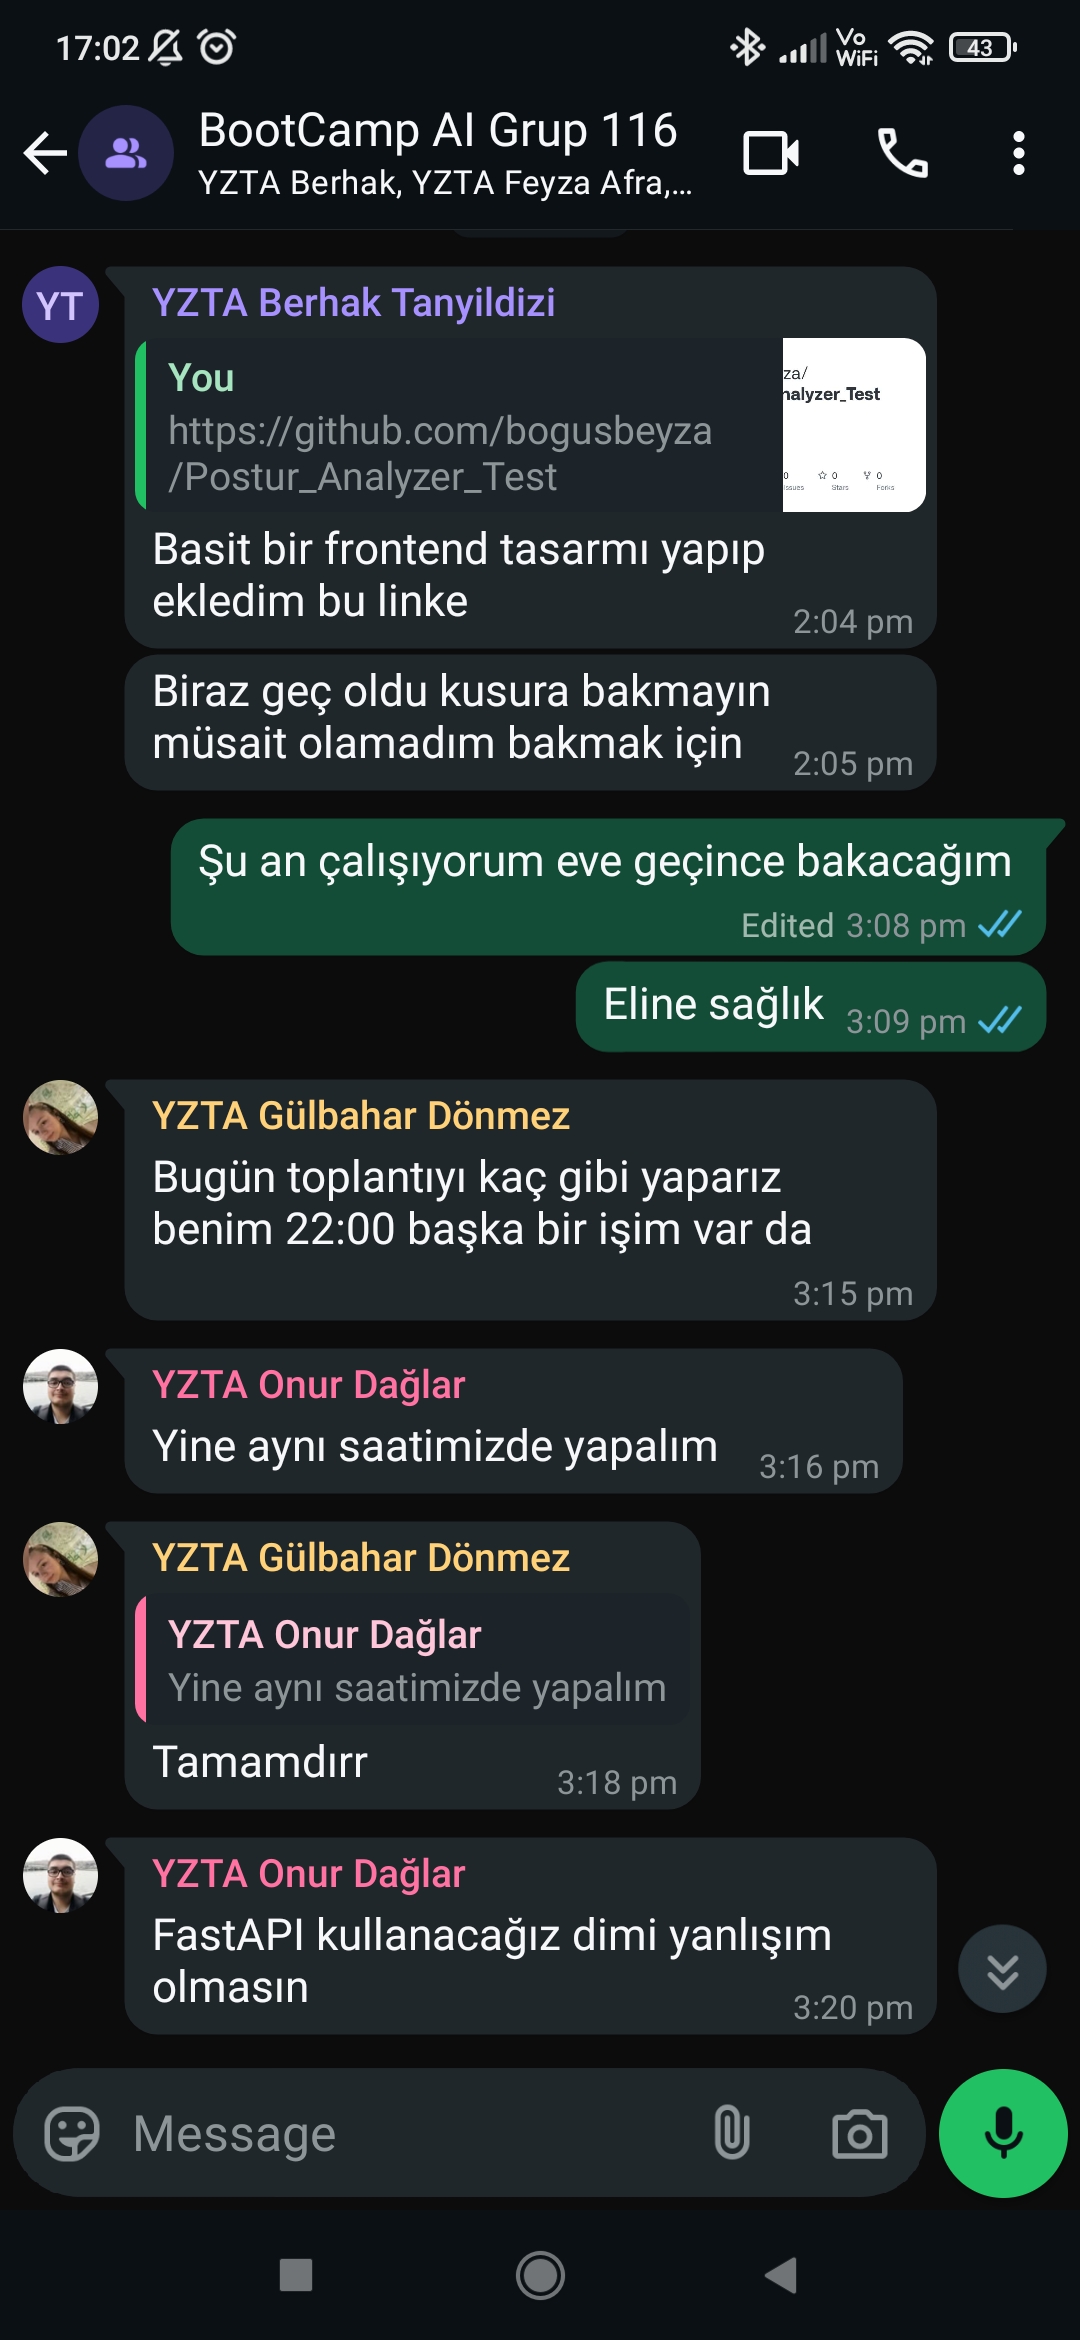 17:02
Vo
WiFi
43
BootCamp AI Grup 116
YZTA Berhak, YZTA Feyza Afra,...
YT
YZTA Berhak Tanyildizi
You
https://github.com/bogusbeyza
/Postur_Analyzer_Test
za/
nalyzer_Test
0
0
0
Issues
Stars
Forks
Basit bir frontend tasarmı yapıp
ekledim bu linke
2:04 pm
Biraz geç oldu kusura bakmayın
müsait olamadım bakmak için
2:05 pm
Şu an çalışıyorum eve geçince bakacağım
Edited 3:08 pm
Eline sağlık
3:09 pm
YZTA Gülbahar Dönmez
Bugün toplantıyı kaç gibi yaparız
benim 22:00 başka bir işim var da
3:15 pm
YZTA Onur Dağlar
Yine aynı saatimizde yapalım
3:16 pm
YZTA Gülbahar Dönmez
YZTA Onur Dağlar
Yine aynı saatimizde yapalım
Tamamdırr
3:18 pm
YZTA Onur Dağlar
FastAPI kullanacağız dimi yanlışım
olmasın
3:20 pm
Message